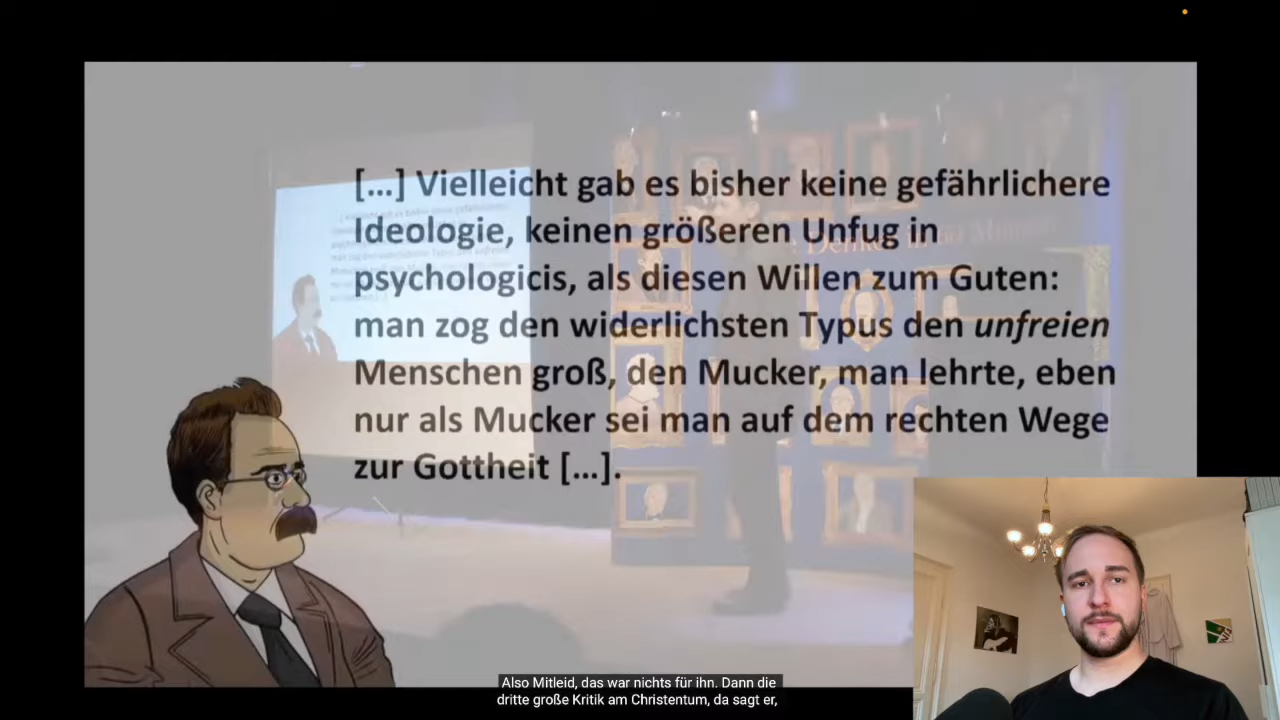 [...] Vielleicht gab es bisher keine gefährlichere
Ideologie, keinen größeren Unfug in
psychologicis, als diesen Willen zum Guten:
man zog den widerlichsten Typus den unfreien
Menschen groß, den Mucker, man lehrte, eben
nur als Mucker sei man auf dem rechten Wege
zur Gottheit [...].
Also Mitleid, das war nichts für ihn. Dann die
dritte große Kritik am Christentum, da sagt er,